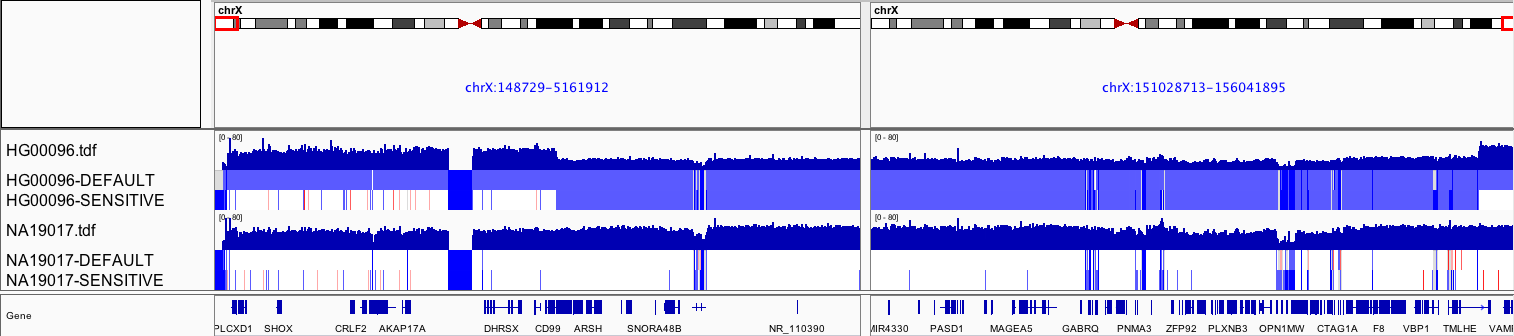 chrX chrX
chrX:148729-5161912 chrX:151028713-156041895
HG00096.tdf [0 - 80] [0 - 80]
HG00096-DEFAULT
HG00096-SENSITIVE
NA19017.tdf [0 - 80] [0 - 80]
NA19017-DEFAULT
NA19017-SENSITIVE
Gene
PLCXD1 SHOX CRLF2 AKAP17A DHRSX CD99 ARSH SNORA48B NR_110390 MIR4330 PASD1 MAGEA5 GABRQ PNMA3 ZFP92 PLXNB3 OPN1MW CTAG1A F8 VBP1 TMLHE VAM